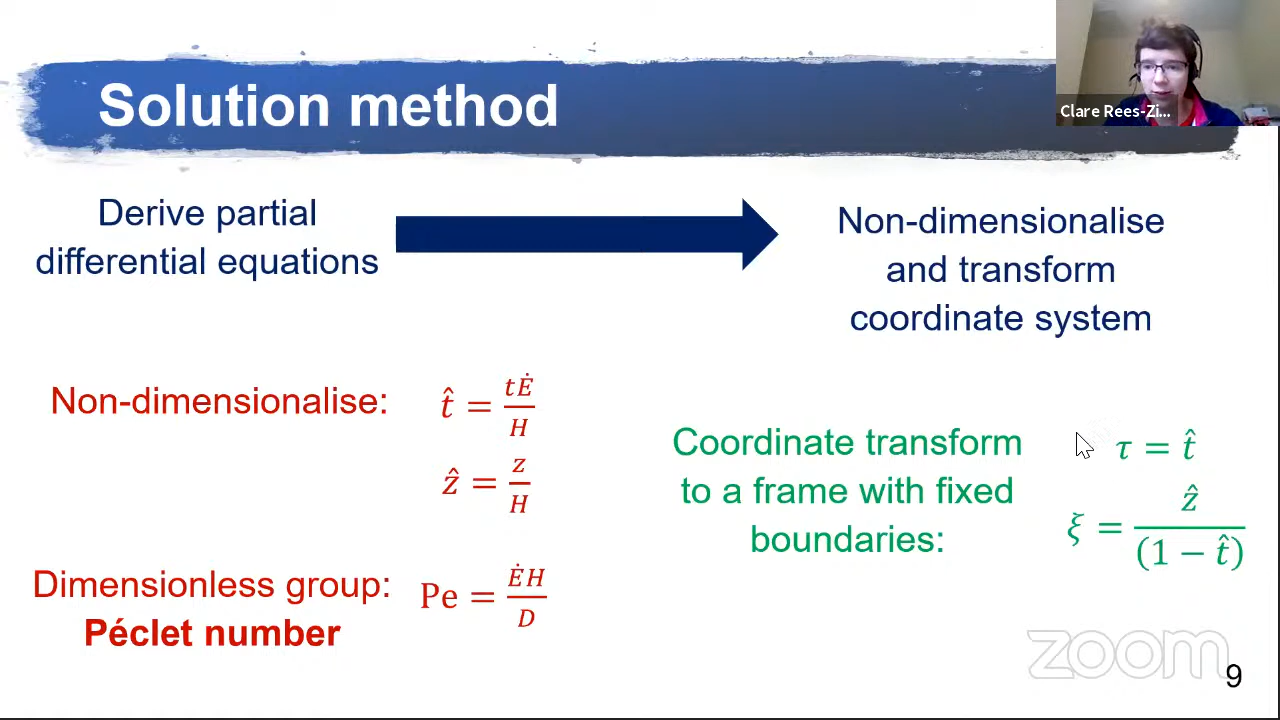 Solution method
Clare Rees-Zi...
Derive partial
differential equations
Non-dimensionalise
and transform
coordinate system
Non-dimensionalise:
t̂ = tĖ/H
ẑ = z/H
Dimensionless group:
Péclet number
Pe = ĖH/D
Coordinate transform
to a frame with fixed
boundaries:
τ = t̂
ξ = ẑ/(1 − t̂)
zoom
9